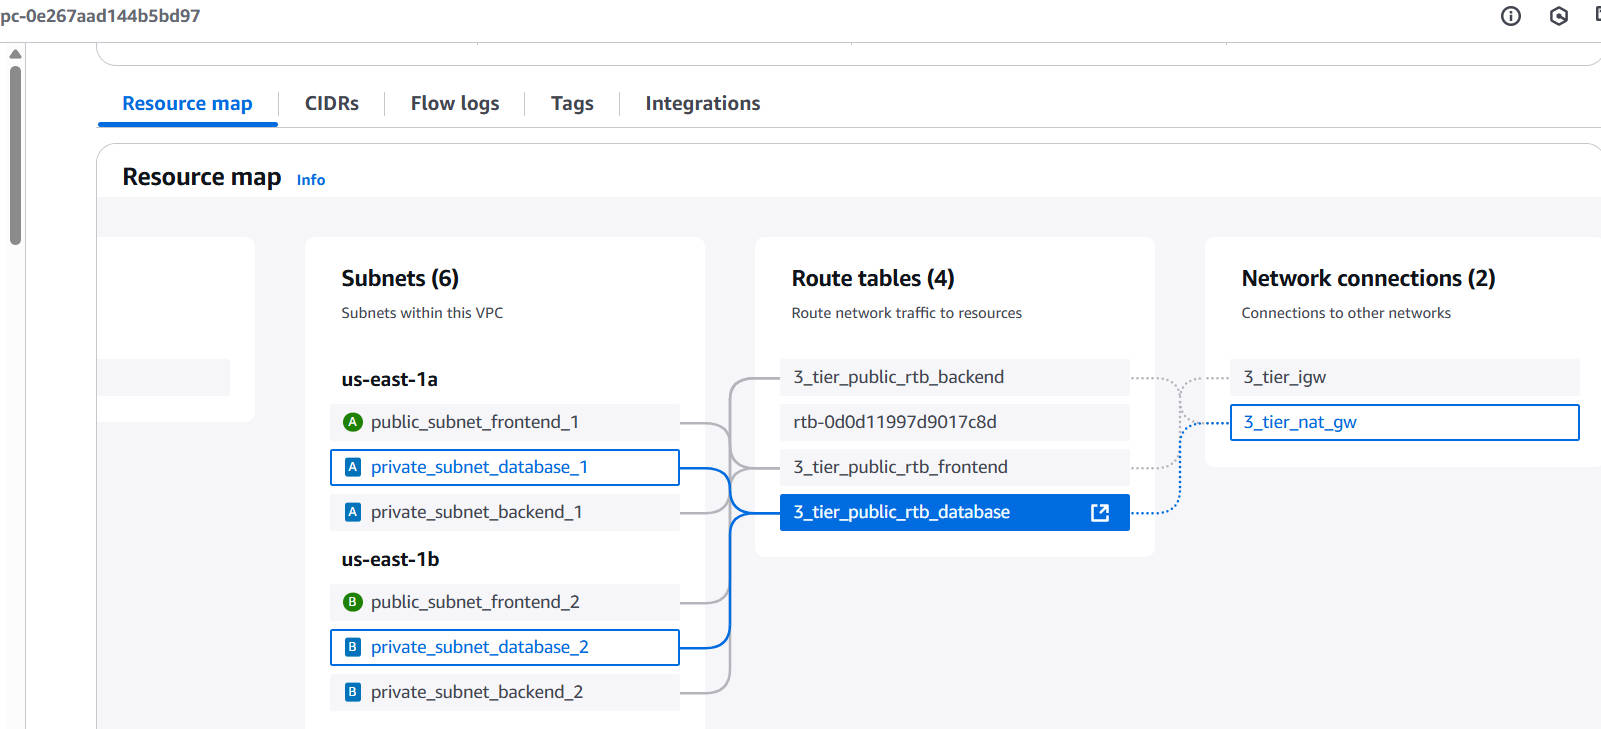 pc-0e267aad144b5bd97
Resource map
CIDRs
Flow logs
Tags
Integrations
Resource map Info
Subnets (6)
Subnets within this VPC
us-east-1a
A public_subnet_frontend_1
A private_subnet_database_1
A private_subnet_backend_1
us-east-1b
B public_subnet_frontend_2
B private_subnet_database_2
B private_subnet_backend_2
Route tables (4)
Route network traffic to resources
3_tier_public_rtb_backend
rtb-0d0d11997d9017c8d
3_tier_public_rtb_frontend
3_tier_public_rtb_database
Network connections (2)
Connections to other networks
3_tier_igw
3_tier_nat_gw